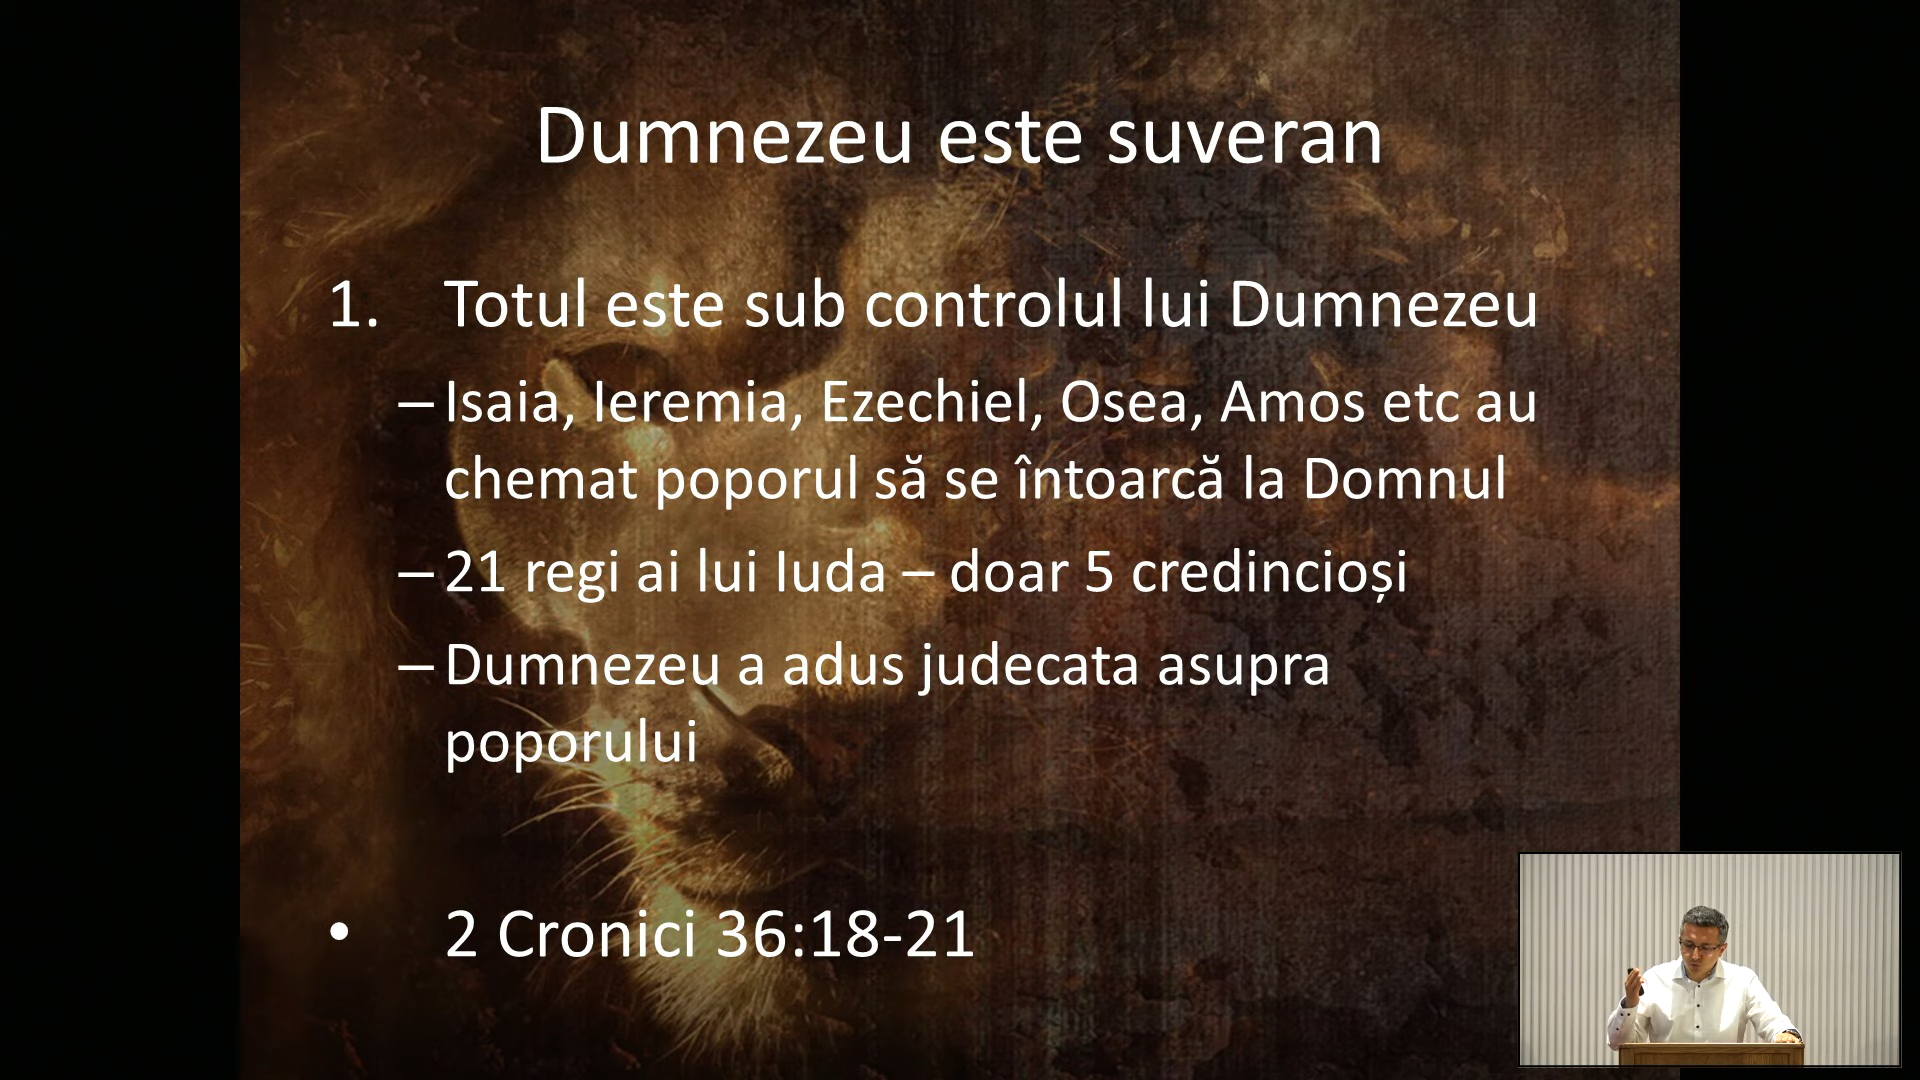 Dumnezeu este suveran
1. Totul este sub controlul lui Dumnezeu
– Isaia, Ieremia, Ezechiel, Osea, Amos etc au
chemat poporul să se întoarcă la Domnul
– 21 regi ai lui Iuda – doar 5 credincioși
– Dumnezeu a adus judecata asupra
poporului
• 2 Cronici 36:18-21